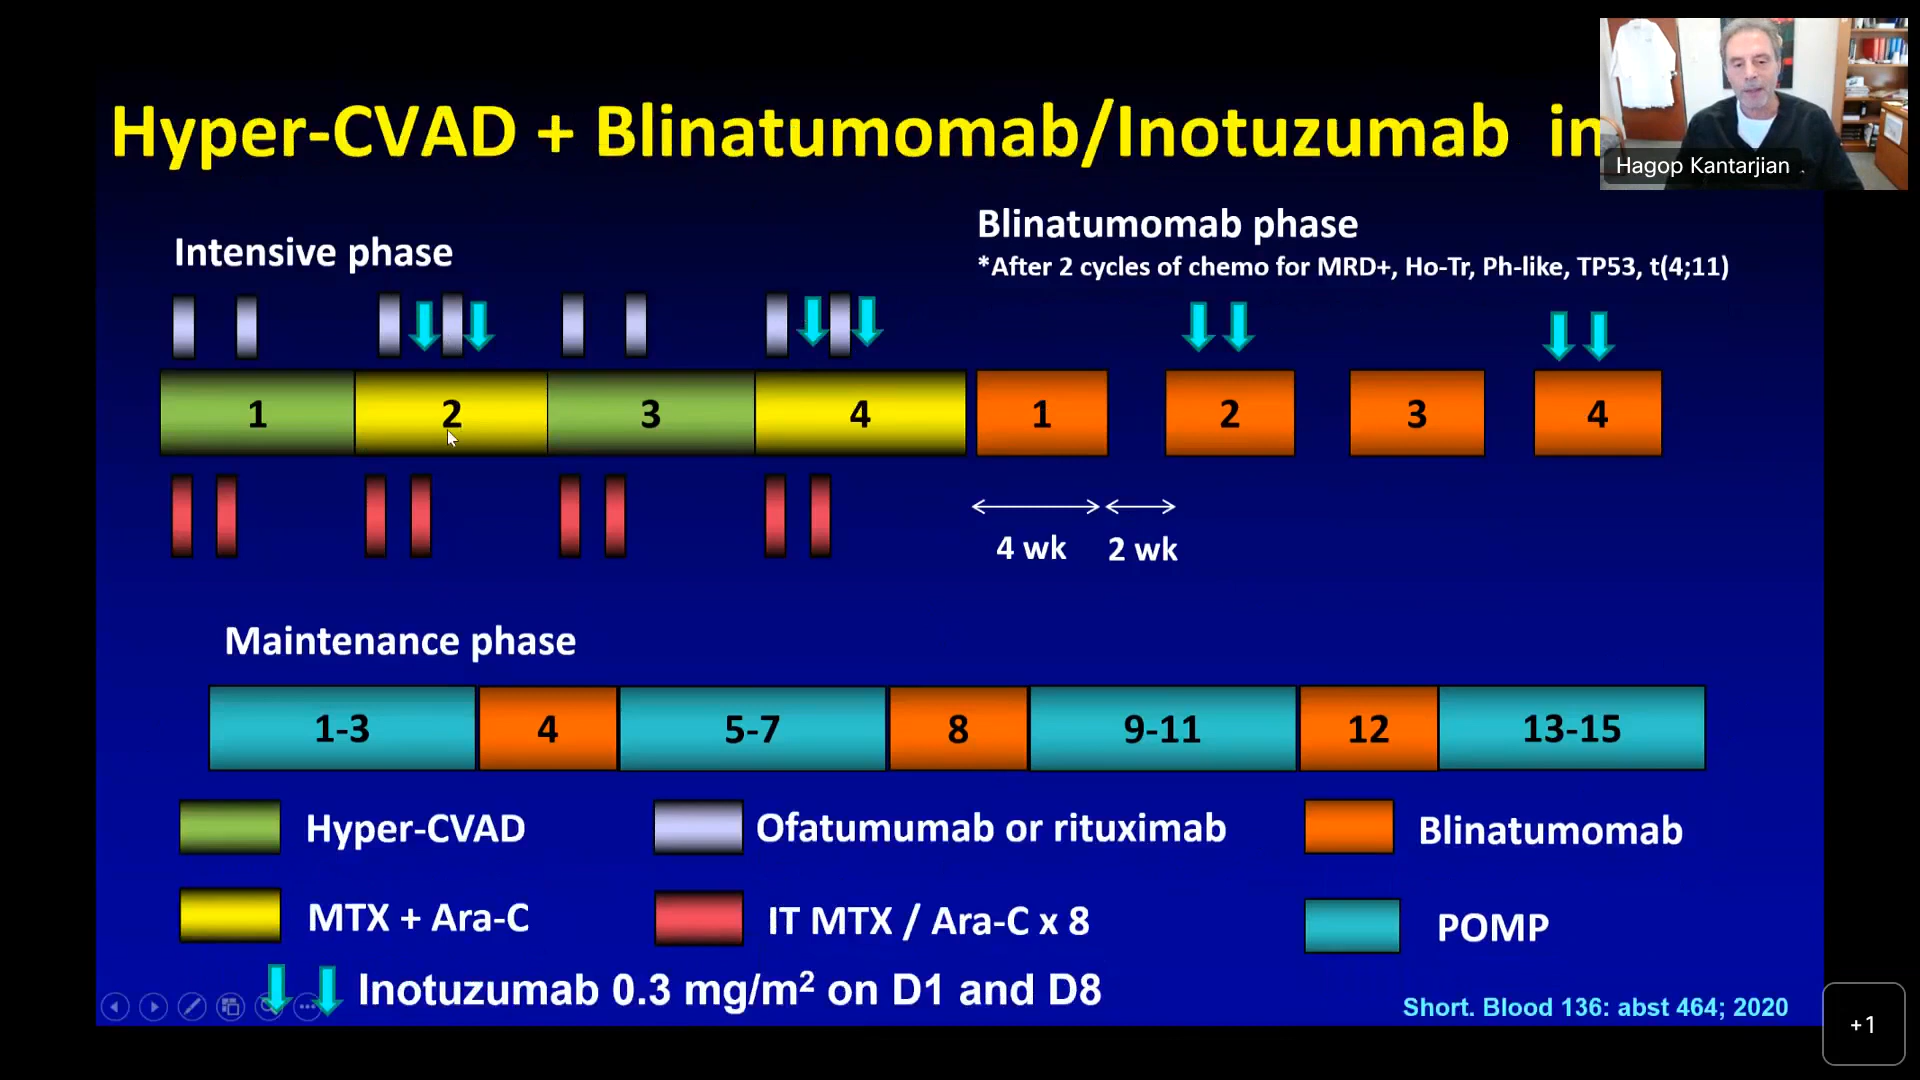 Hyper-CVAD + Blinatumomab/Inotuzumab in
Hagop Kantarjian
Intensive phase
Blinatumomab phase
*After 2 cycles of chemo for MRD+, Ho-Tr, Ph-like, TP53, t(4;11)
1 2 3 4 1 2 3 4
4 wk 2 wk
Maintenance phase
1-3 4 5-7 8 9-11 12 13-15
Hyper-CVAD Ofatumumab or rituximab Blinatumomab
MTX + Ara-C IT MTX / Ara-C x 8 POMP
Inotuzumab 0.3 mg/m² on D1 and D8
Short. Blood 136: abst 464; 2020
+1